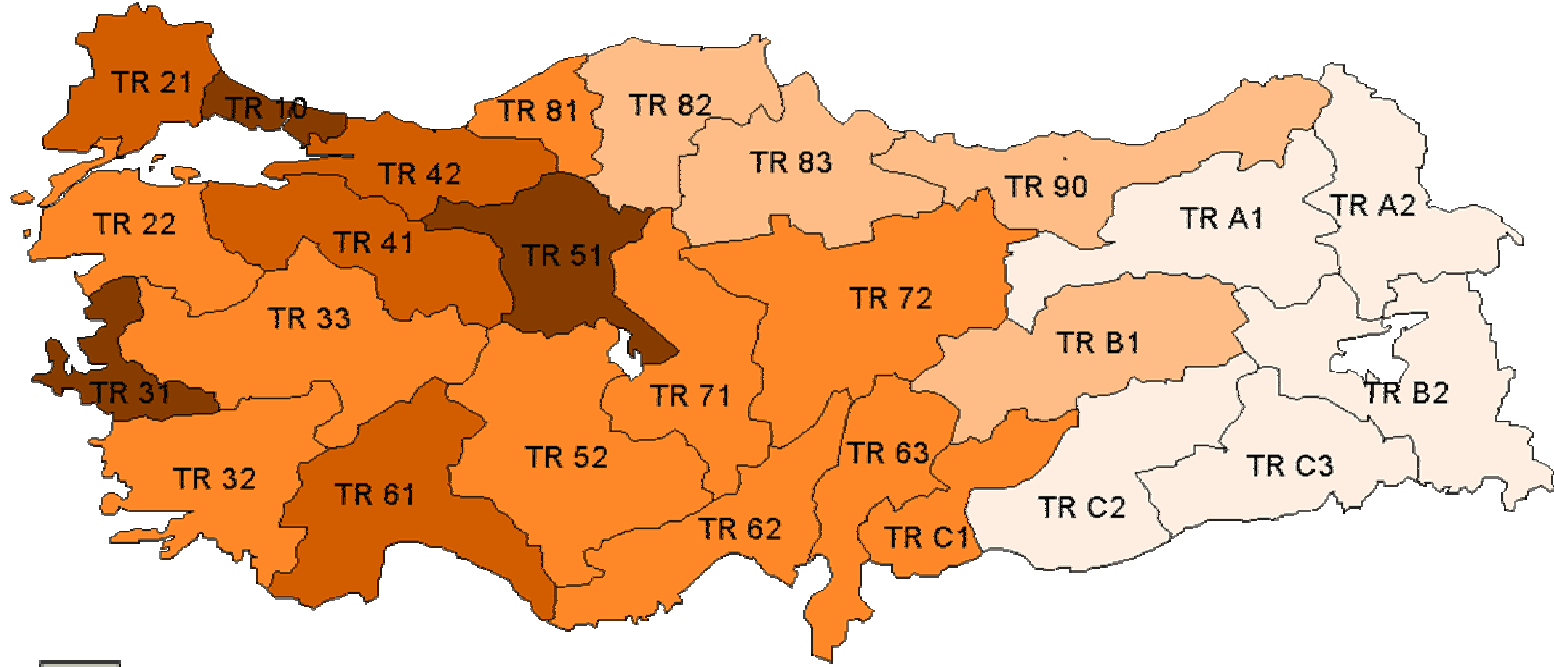 TR 21
TR 10
TR 81
TR 82
TR 83
TR 42
TR 90
TR A1
TR A2
TR 22
TR 41
TR 51
TR 33
TR 72
TR B1
TR 31
TR 71
TR B2
TR 32
TR 61
TR 52
TR 63
TR C3
TR C2
TR 62
TR C1